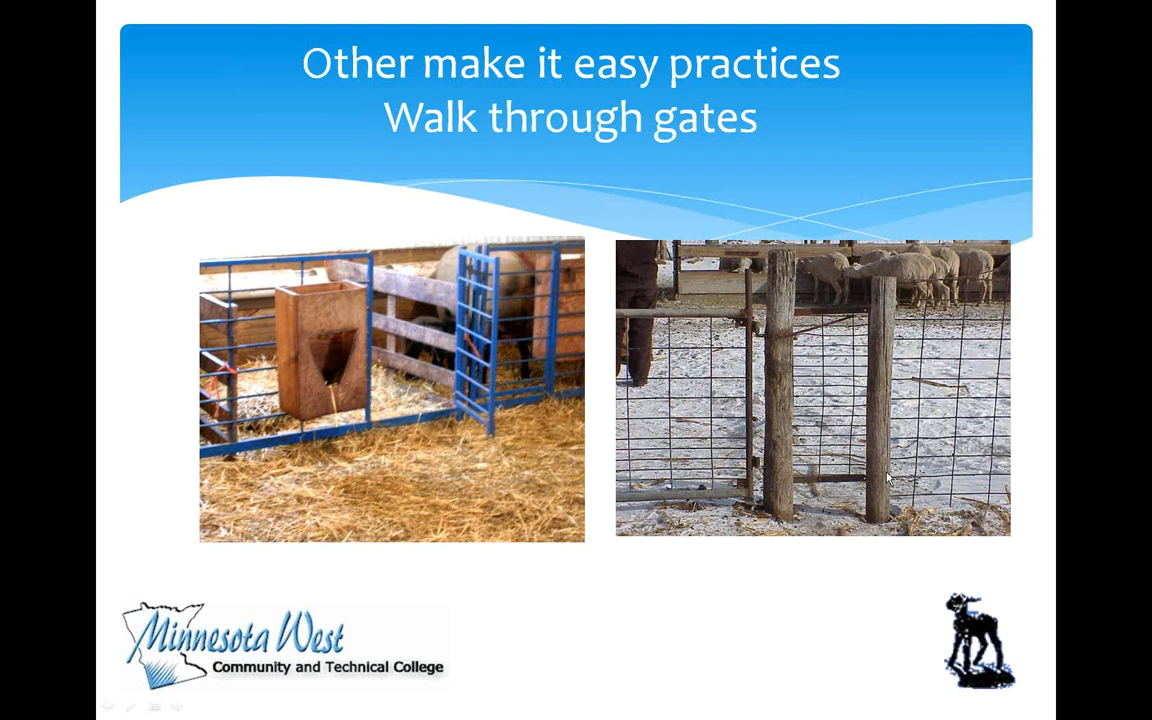 Other make it easy practices
Walk through gates
Minnesota West
Community and Technical College